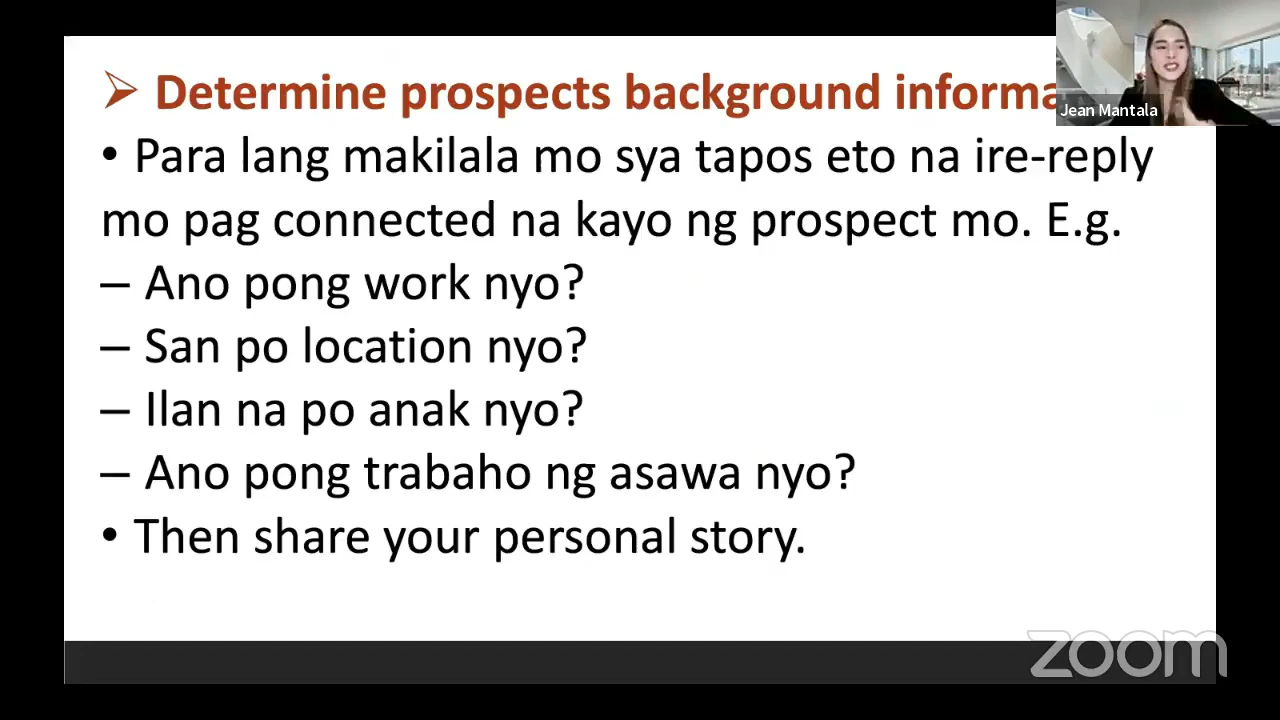 ➢ Determine prospects background informa
Jean Mantala
• Para lang makilala mo sya tapos eto na ire-reply
mo pag connected na kayo ng prospect mo. E.g.
– Ano pong work nyo?
– San po location nyo?
– Ilan na po anak nyo?
– Ano pong trabaho ng asawa nyo?
• Then share your personal story.
zoom